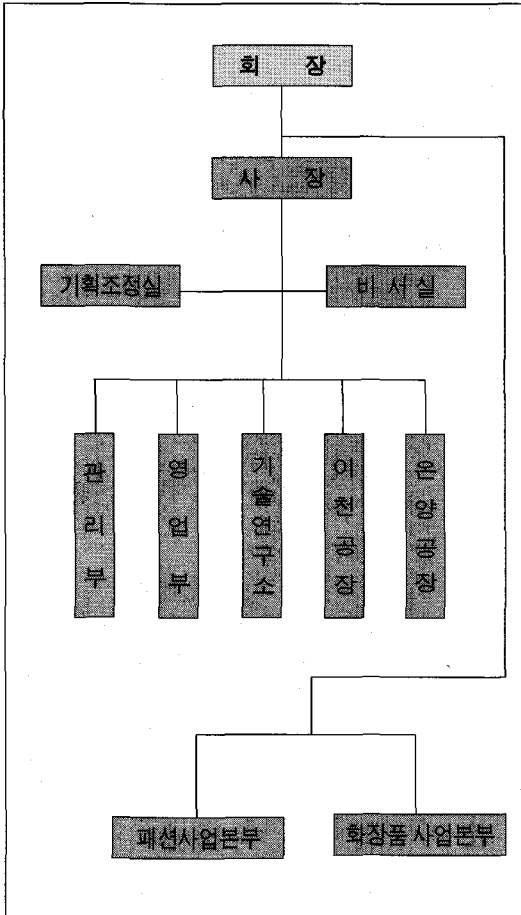 회 장
사 장
기획조정실
비 서 실
관리부
영업부
기술연구소
이천공장
온양공장
패션사업본부
화장품 사업본부